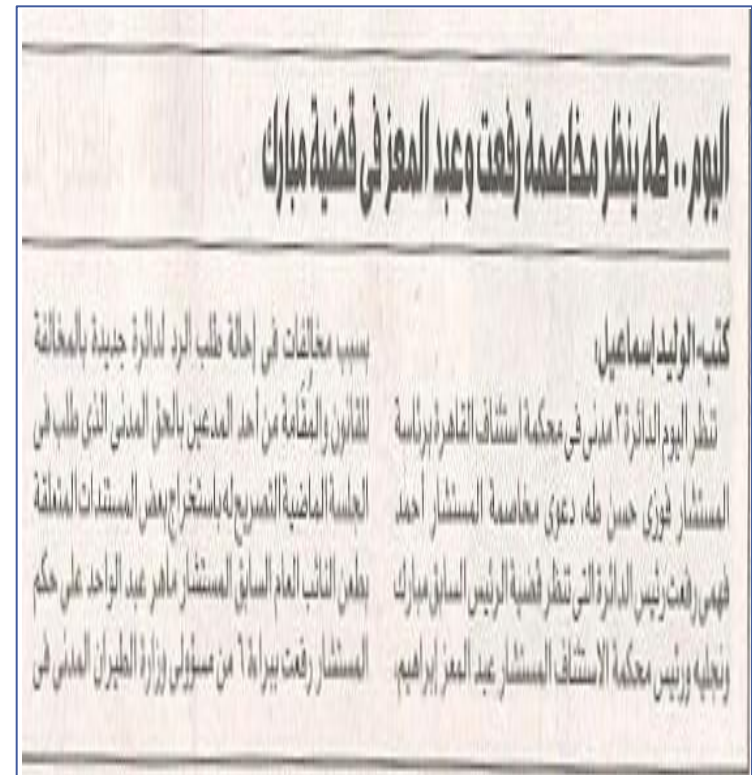 اليوم.. طه ينظر مخاصمة رفعت وعبد المعز فى قضية مبارك
كتب- الوليد إسماعيل:
تنظر اليوم الدائرة ٣ مدنى فى محكمة استئناف القاهرة برئاسة
المستشار فوزى حسن طه، دعوى مخاصمة المستشار أحمد
فهمى رفعت رئيس الدائرة التى تنظر قضية الرئيس السابق مبارك
ونجليه ورئيس محكمة الاستئناف المستشار عبد المعز إبراهيم،
بسبب مخالفات فى إحالة طلب الرد لدائرة جديدة بالمخالفة
للقانون والمقامة من أحد المدعين بالحق المدنى الذى طلب فى
الجلسة الماضية التصريح له باستخراج بعض المستندات المتعلقة
بطعن النائب العام السابق المستشار ماهر عبد الواحد على حكم
المستشار رفعت ببراءة ٦ من مسؤولى وزارة الطيران المدنى فى